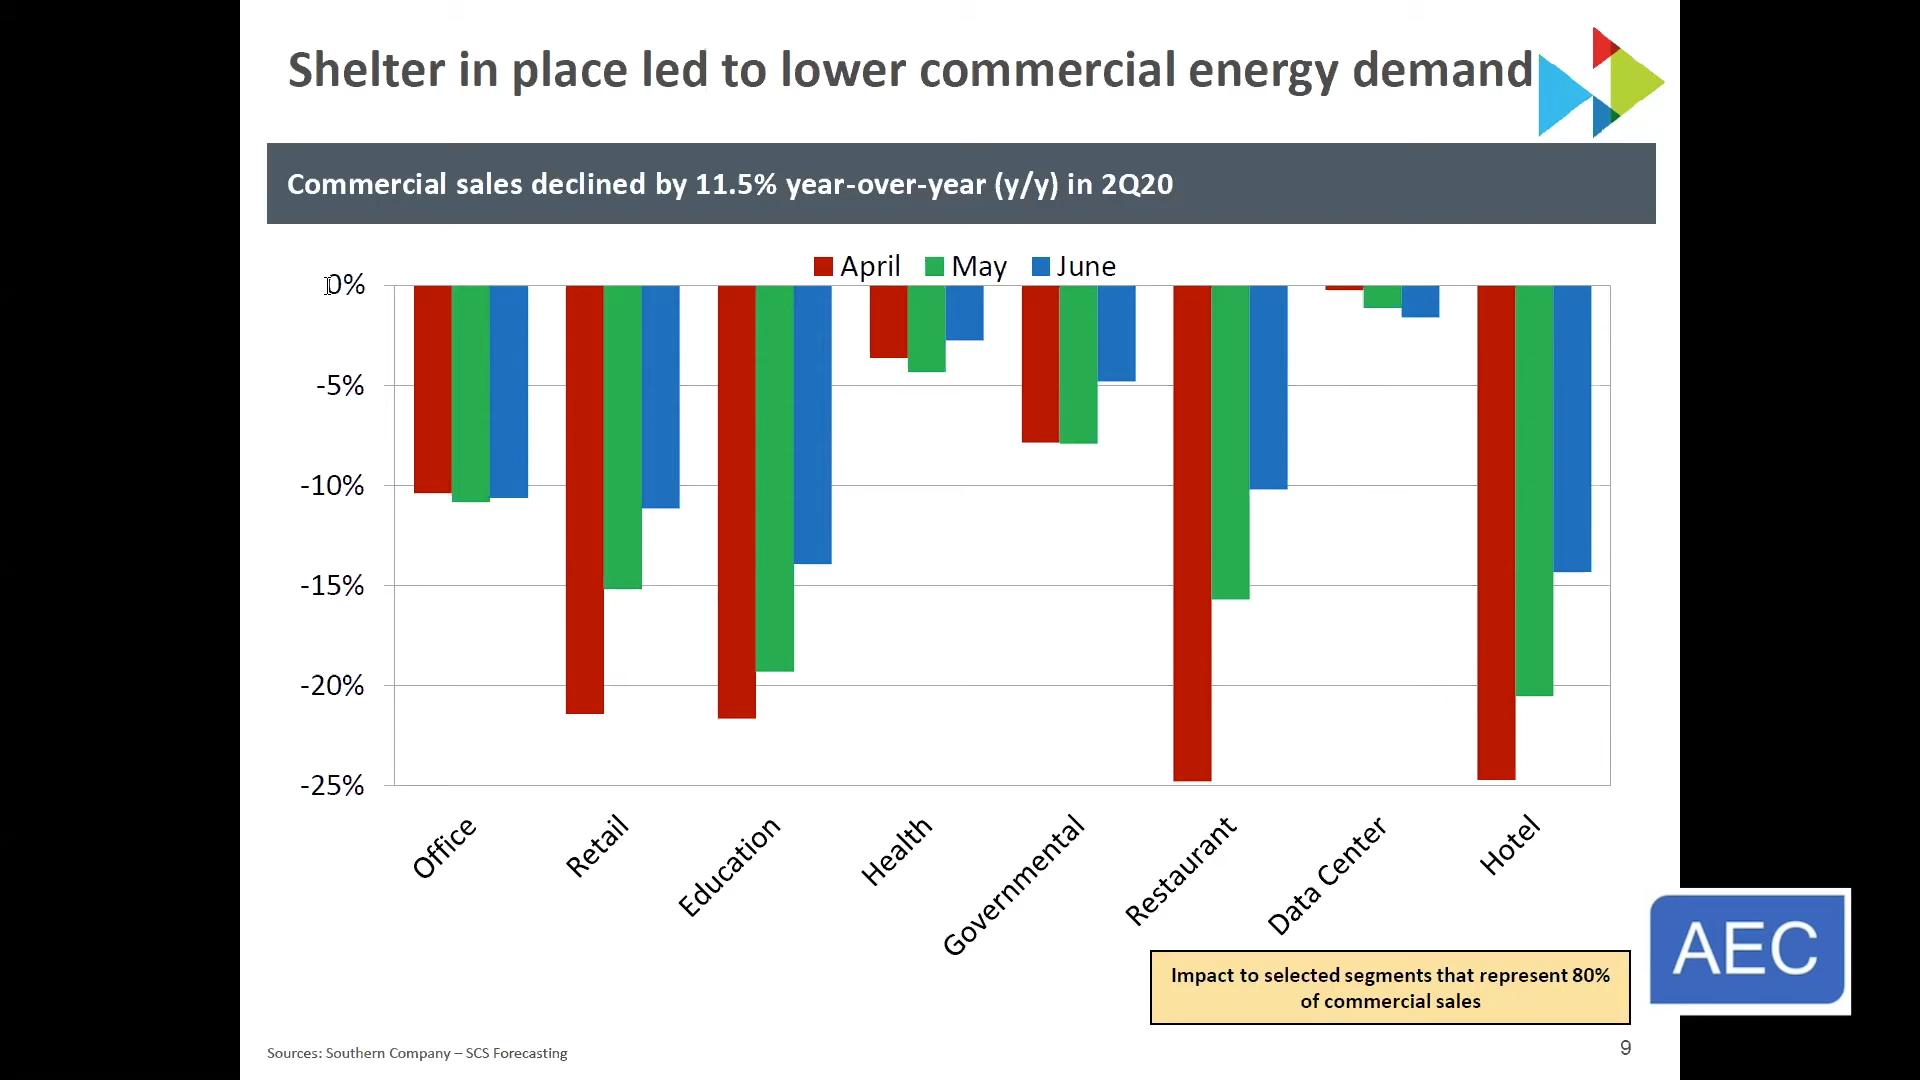 Shelter in place led to lower commercial energy demand
Commercial sales declined by 11.5% year-over-year (y/y) in 2Q20
April May June
0%
-5%
-10%
-15%
-20%
-25%
Office
Retail
Education
Health
Governmental
Restaurant
Data Center
Hotel
Impact to selected segments that represent 80%
of commercial sales
AEC
Sources: Southern Company – SCS Forecasting
9